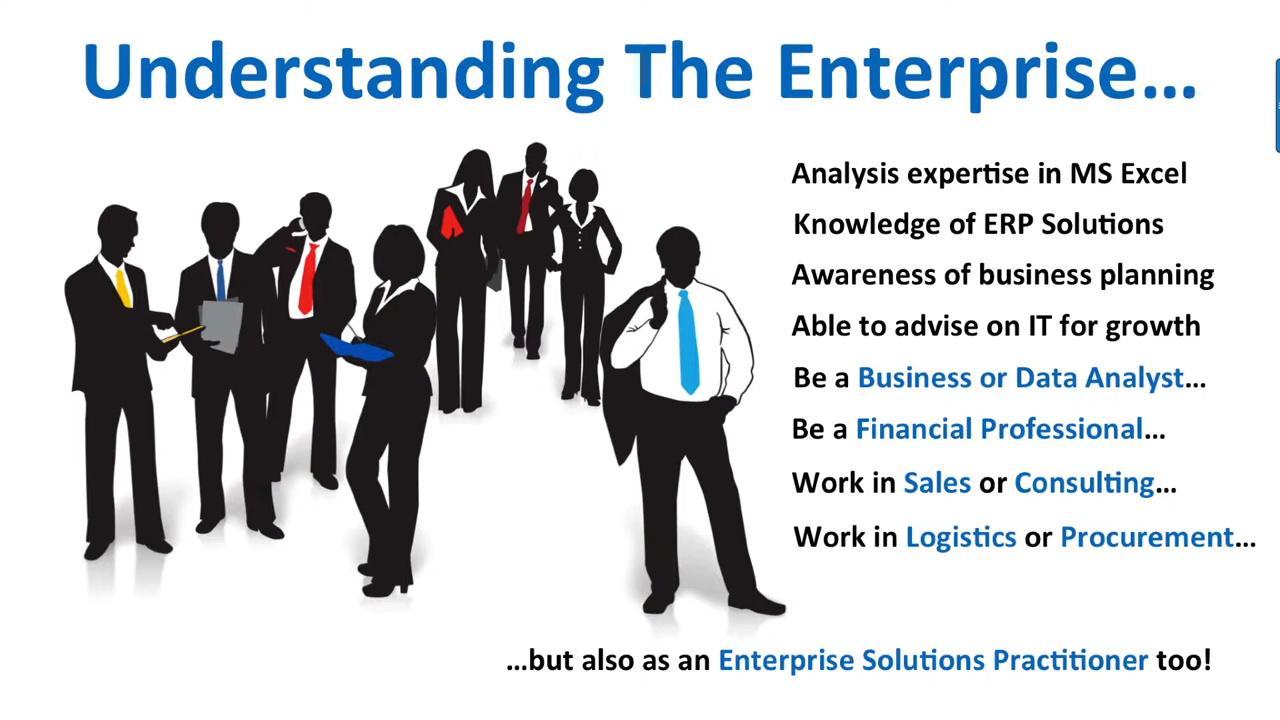 Understanding The Enterprise...
Analysis expertise in MS Excel
Knowledge of ERP Solutions
Awareness of business planning
Able to advise on IT for growth
Be a Business or Data Analyst...
Be a Financial Professional...
Work in Sales or Consulting...
Work in Logistics or Procurement...
...but also as an Enterprise Solutions Practitioner too!